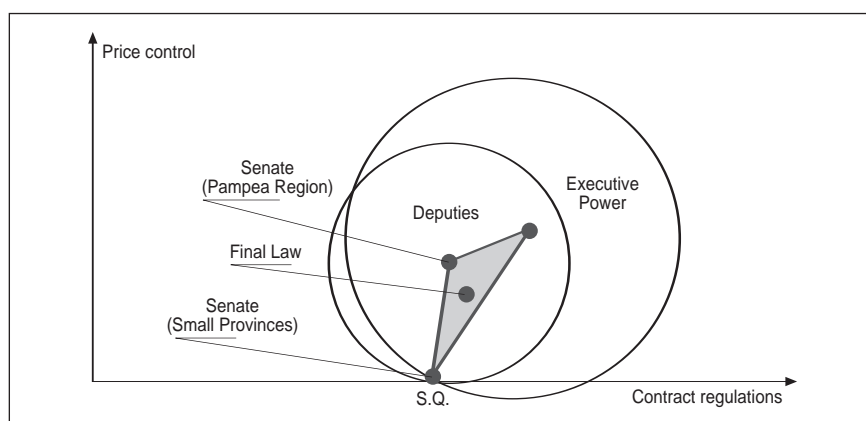 Price control
Senate
(Pampea Region)
Executive
Power
Deputies
Final Law
Senate
(Small Provinces)
S.Q.
Contract regulations